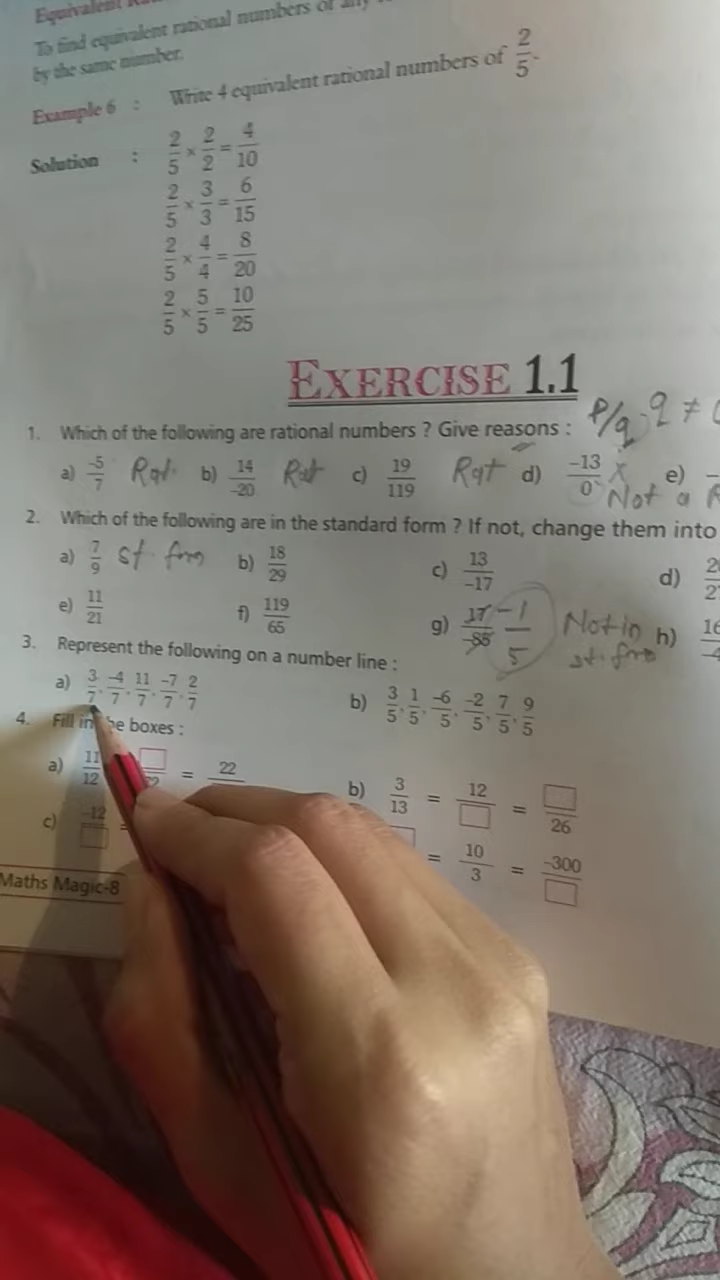 Equivalent
To find equivalent rational numbers of any
by the same number.
Example 6 : Write 4 equivalent rational numbers of 2/5.
Solution : 2/5 × 2/2 = 4/10
2/5 × 3/3 = 6/15
2/5 × 4/4 = 8/20
2/5 × 5/5 = 10/25
EXERCISE 1.1
P/q q ≠
1. Which of the following are rational numbers ? Give reasons :
a) -5/7 Rat. b) 14/-20 Rat c) 19/119 Rat d) -13/0 x Not a e)
2. Which of the following are in the standard form ? If not, change them into
a) 7/9 st. fm b) 18/29 c) 13/-17 d)
e) 11/21 f) 119/65 g) 17/-85 -1/5 Not in st. frm h)
3. Represent the following on a number line :
a) 3/7, -4/7, 11/7, -7/7, 2/7 b) 3/5, 1/5, -6/5, -2/5, 7/5, 9/5
4. Fill in he boxes :
a) 11/12 = 22 b) 3/13 = 12/□ = □/26
c) -12/□ = 10/3 = -300/□
Maths Magic-8